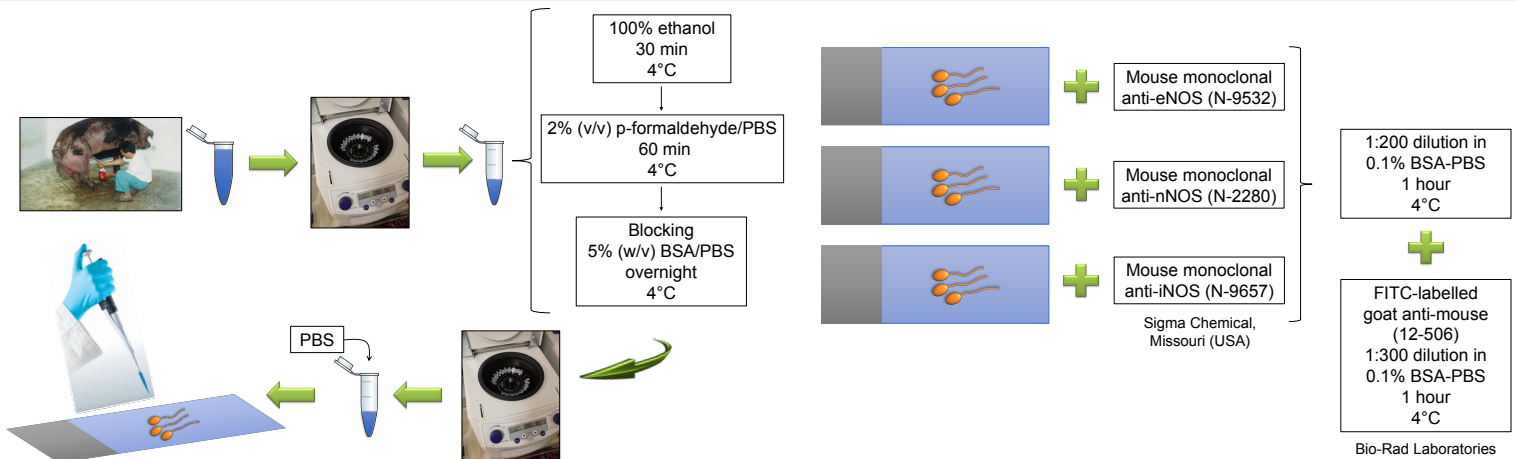 100% ethanol
30 min
4°C
2% (v/v) p-formaldehyde/PBS
60 min
4°C
Blocking
5% (w/v) BSA/PBS
overnight
4°C
PBS
Mouse monoclonal
anti-eNOS (N-9532)
Mouse monoclonal
anti-nNOS (N-2280)
Mouse monoclonal
anti-iNOS (N-9657)
Sigma Chemical,
Missouri (USA)
1:200 dilution in
0.1% BSA-PBS
1 hour
4°C
FITC-labelled
goat anti-mouse
(12-506)
1:300 dilution in
0.1% BSA-PBS
1 hour
4°C
Bio-Rad Laboratories